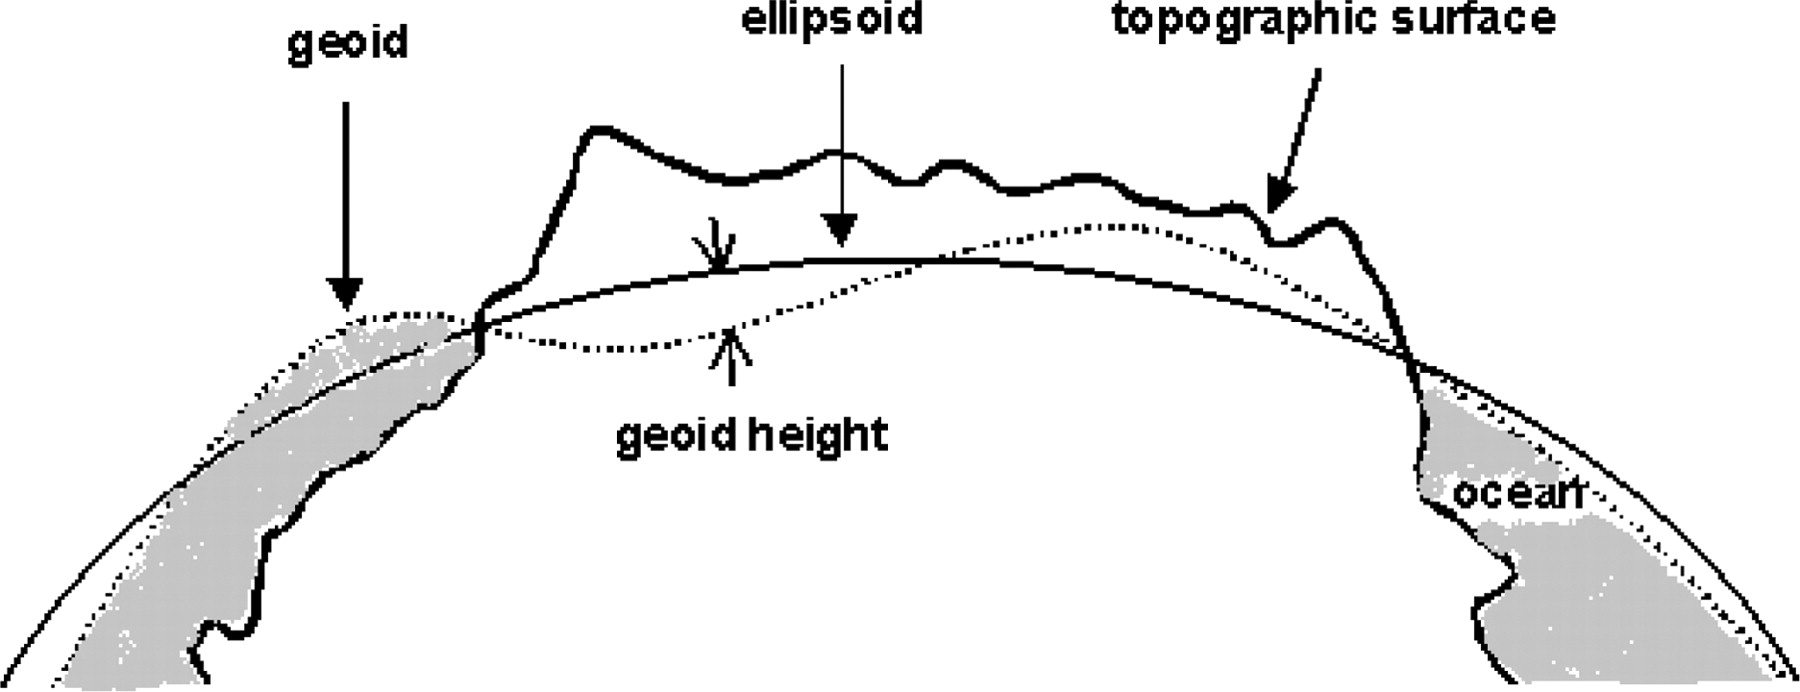 geoid
ellipsoid
topographic surface
geoid height
ocean